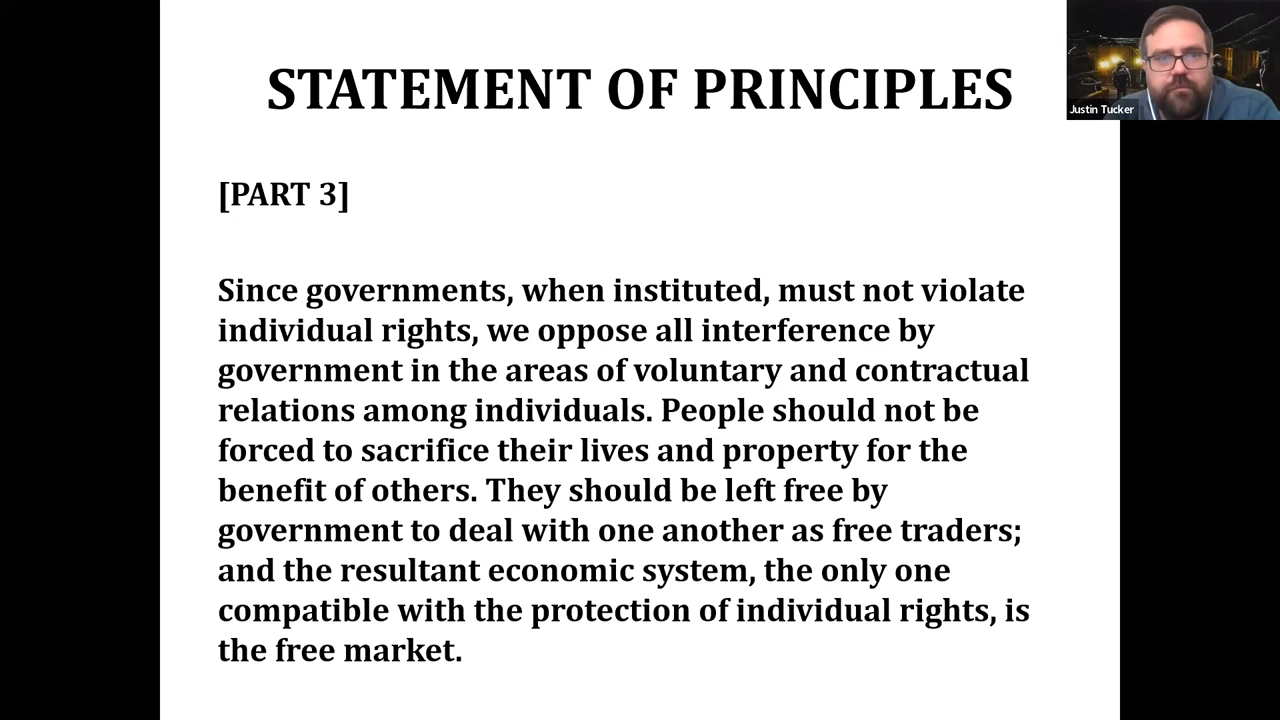 STATEMENT OF PRINCIPLES
Justin Tucker
[PART 3]
Since governments, when instituted, must not violate
individual rights, we oppose all interference by
government in the areas of voluntary and contractual
relations among individuals. People should not be
forced to sacrifice their lives and property for the
benefit of others. They should be left free by
government to deal with one another as free traders;
and the resultant economic system, the only one
compatible with the protection of individual rights, is
the free market.